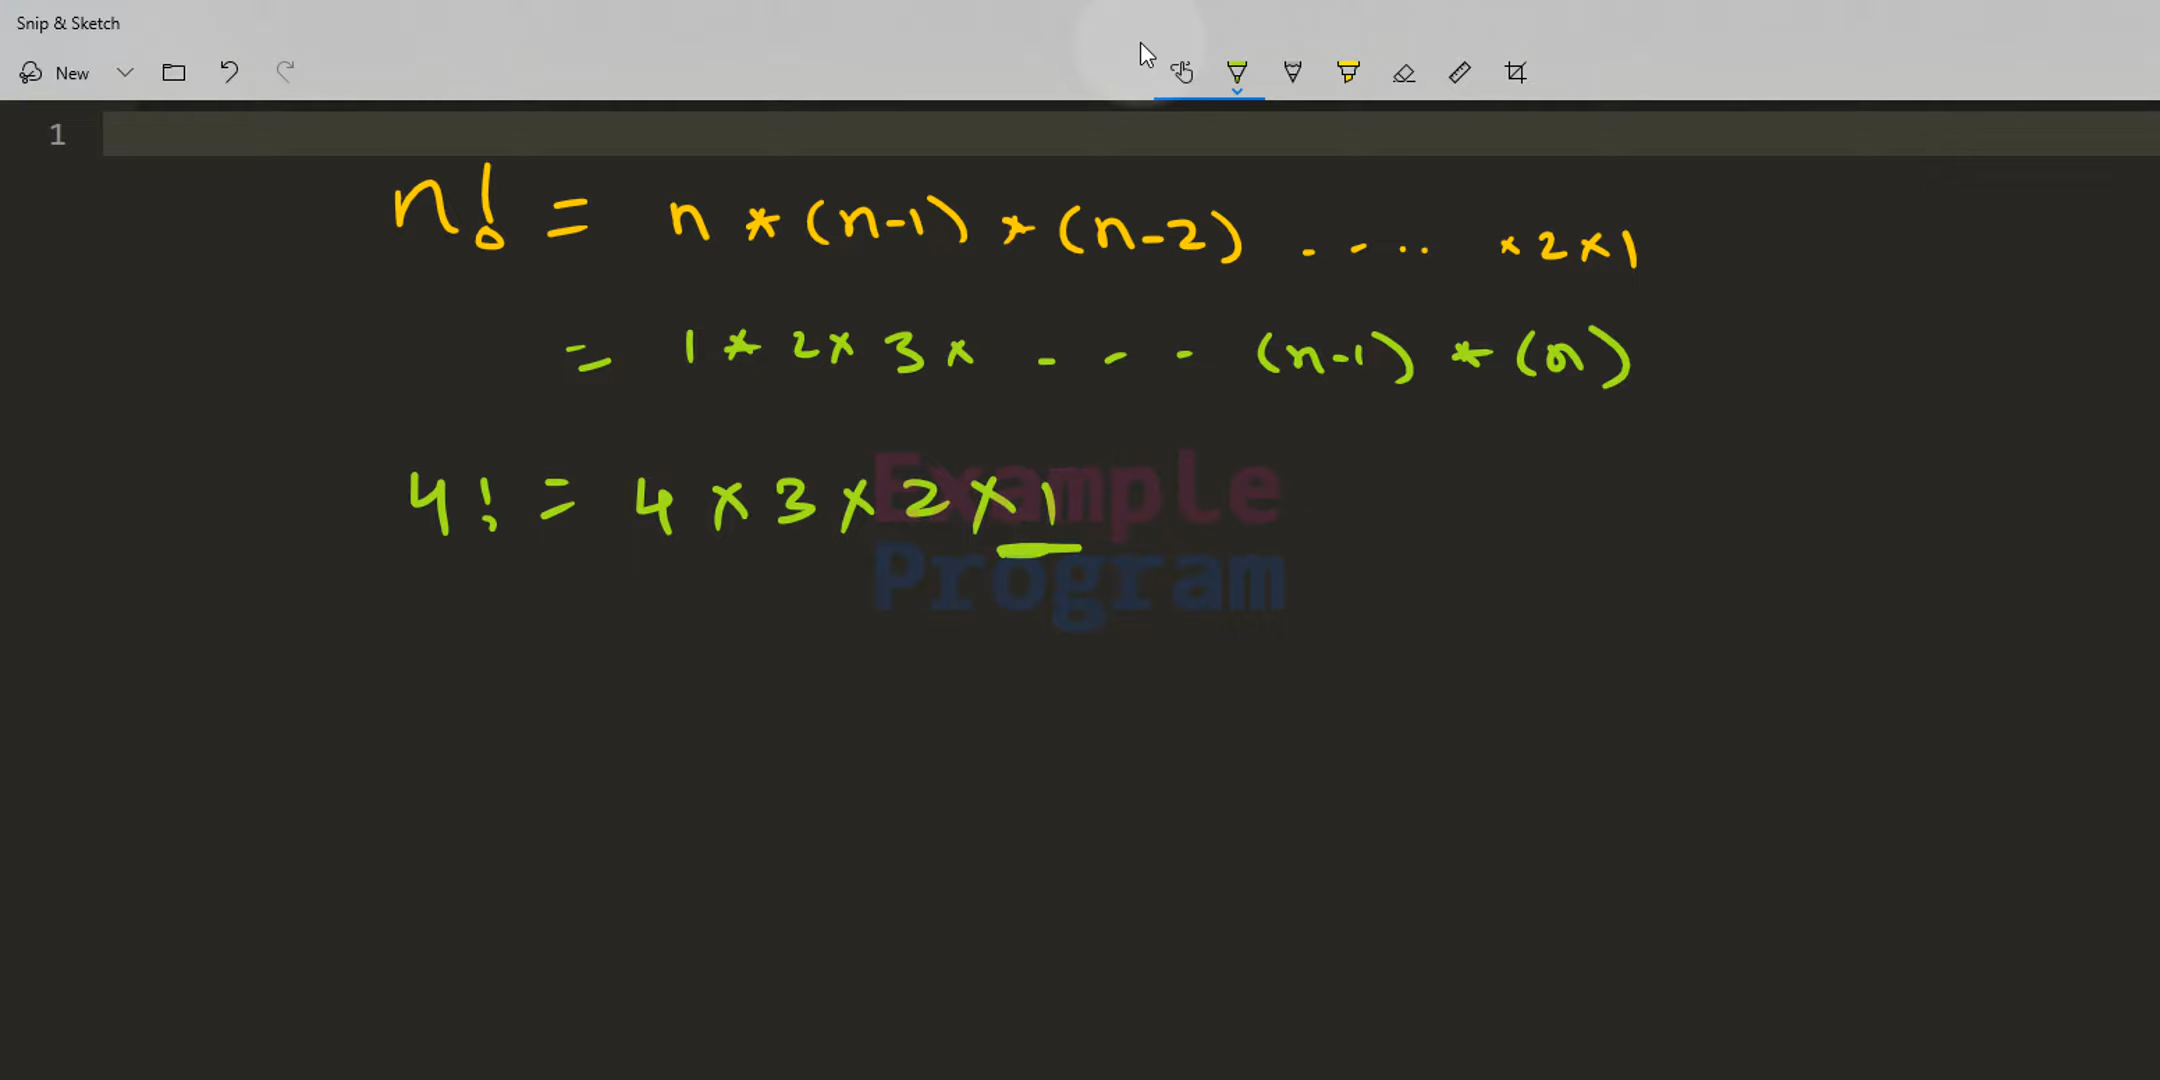 Snip & Sketch
New
1
n! = n * (n-1) * (n-2) . - . . * 2 × 1
= 1 * 2 × 3 × - - - (n-1) * (n)
4! = 4 × 3 × 2 × 1
Example
Program